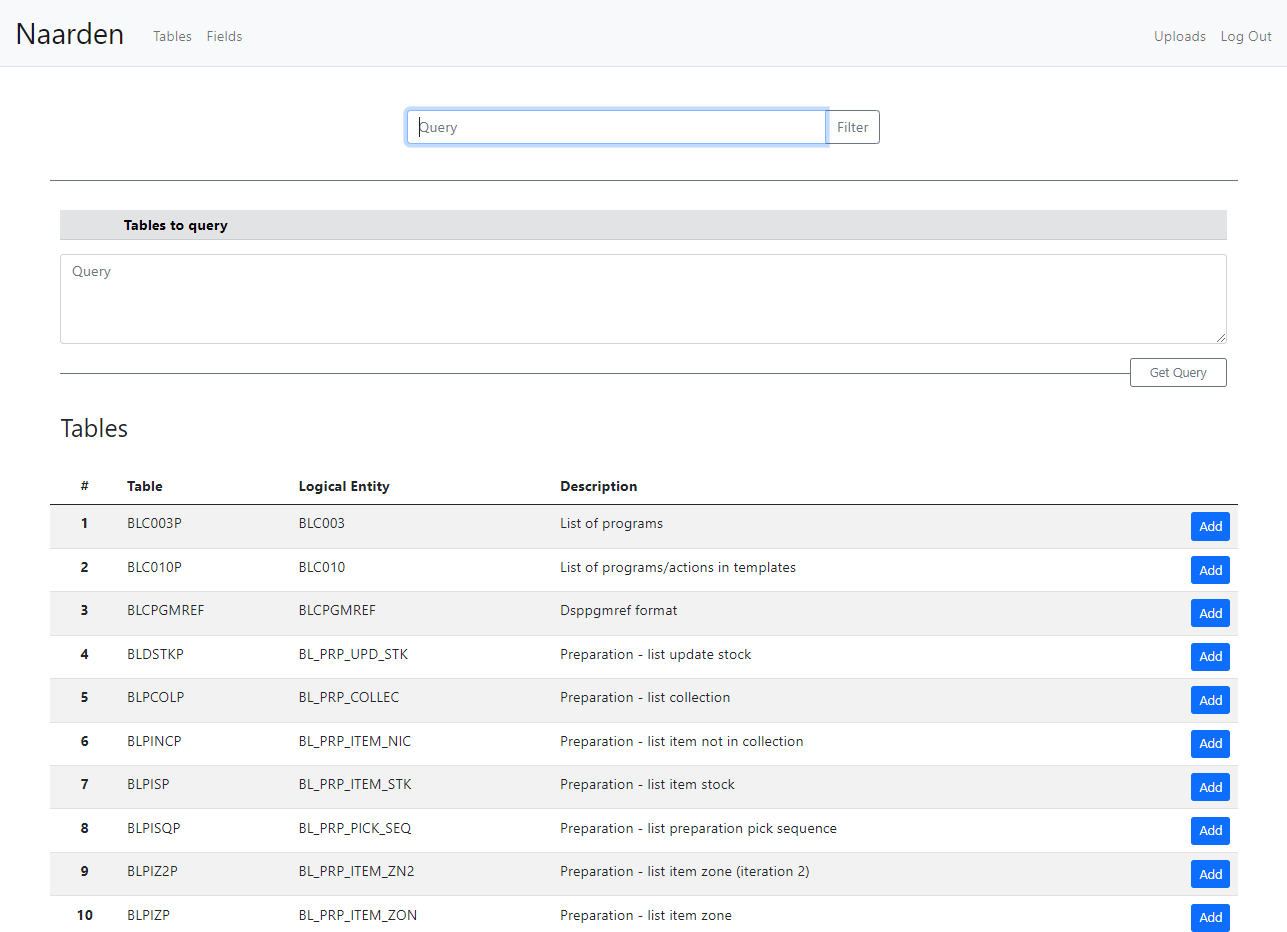 Naarden Tables Fields Uploads Log Out
Query Filter
Tables to query
Query
Get Query
Tables
# Table Logical Entity Description
1 BLC003P BLC003 List of programs Add
2 BLC010P BLC010 List of programs/actions in templates Add
3 BLCPGMREF BLCPGMREF Dsppgmref format Add
4 BLDSTKP BL_PRP_UPD_STK Preparation - list update stock Add
5 BLPCOLP BL_PRP_COLLEC Preparation - list collection Add
6 BLPINCP BL_PRP_ITEM_NIC Preparation - list item not in collection Add
7 BLPISP BL_PRP_ITEM_STK Preparation - list item stock Add
8 BLPISQP BL_PRP_PICK_SEQ Preparation - list preparation pick sequence Add
9 BLPIZ2P BL_PRP_ITEM_ZN2 Preparation - list item zone (iteration 2) Add
10 BLPIZP BL_PRP_ITEM_ZON Preparation - list item zone Add